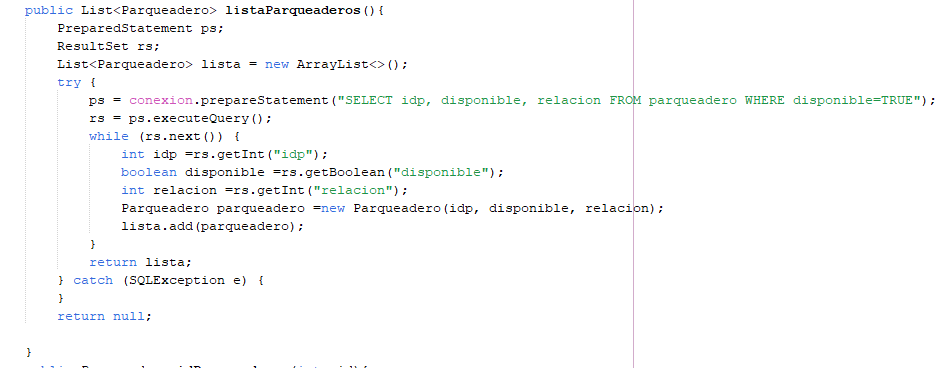 public List<Parqueadero> listaParqueaderos(){
PreparedStatement ps;
ResultSet rs;
List<Parqueadero> lista = new ArrayList<>();
try {
ps = conexion.prepareStatement("SELECT idp, disponible, relacion FROM parqueadero WHERE disponible=TRUE");
rs = ps.executeQuery();
while (rs.next()) {
int idp =rs.getInt("idp");
boolean disponible =rs.getBoolean("disponible");
int relacion =rs.getInt("relacion");
Parqueadero parqueadero =new Parqueadero(idp, disponible, relacion);
lista.add(parqueadero);
}
return lista;
} catch (SQLException e) {
}
return null;
}